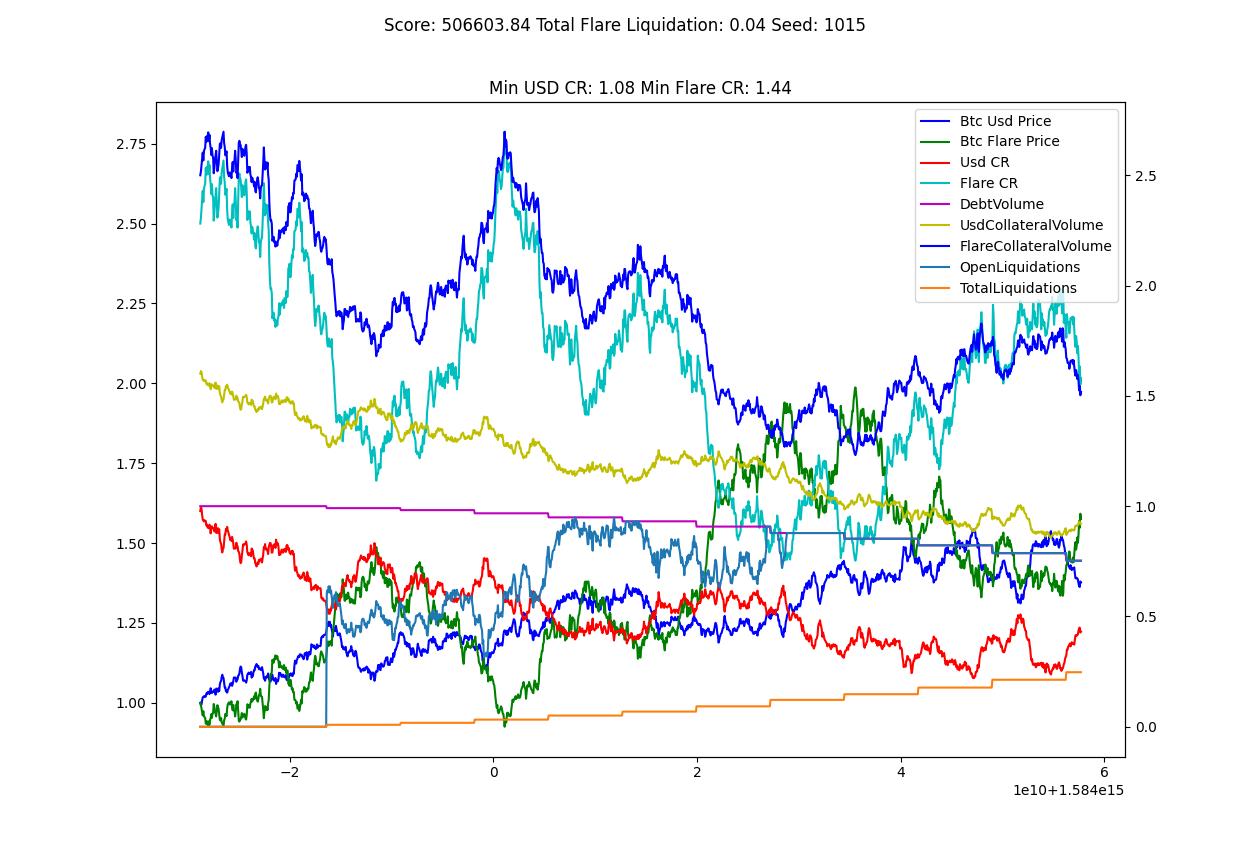 Score: 506603.84 Total Flare Liquidation: 0.04 Seed: 1015
Min USD CR: 1.08 Min Flare CR: 1.44
Btc Usd Price
Btc Flare Price
Usd CR
Flare CR
DebtVolume
UsdCollateralVolume
FlareCollateralVolume
OpenLiquidations
TotalLiquidations
2.75
2.50
2.25
2.00
1.75
1.50
1.25
1.00
2.5
2.0
1.5
1.0
0.5
0.0
−2
0
2
4
6
1e10+1.584e15